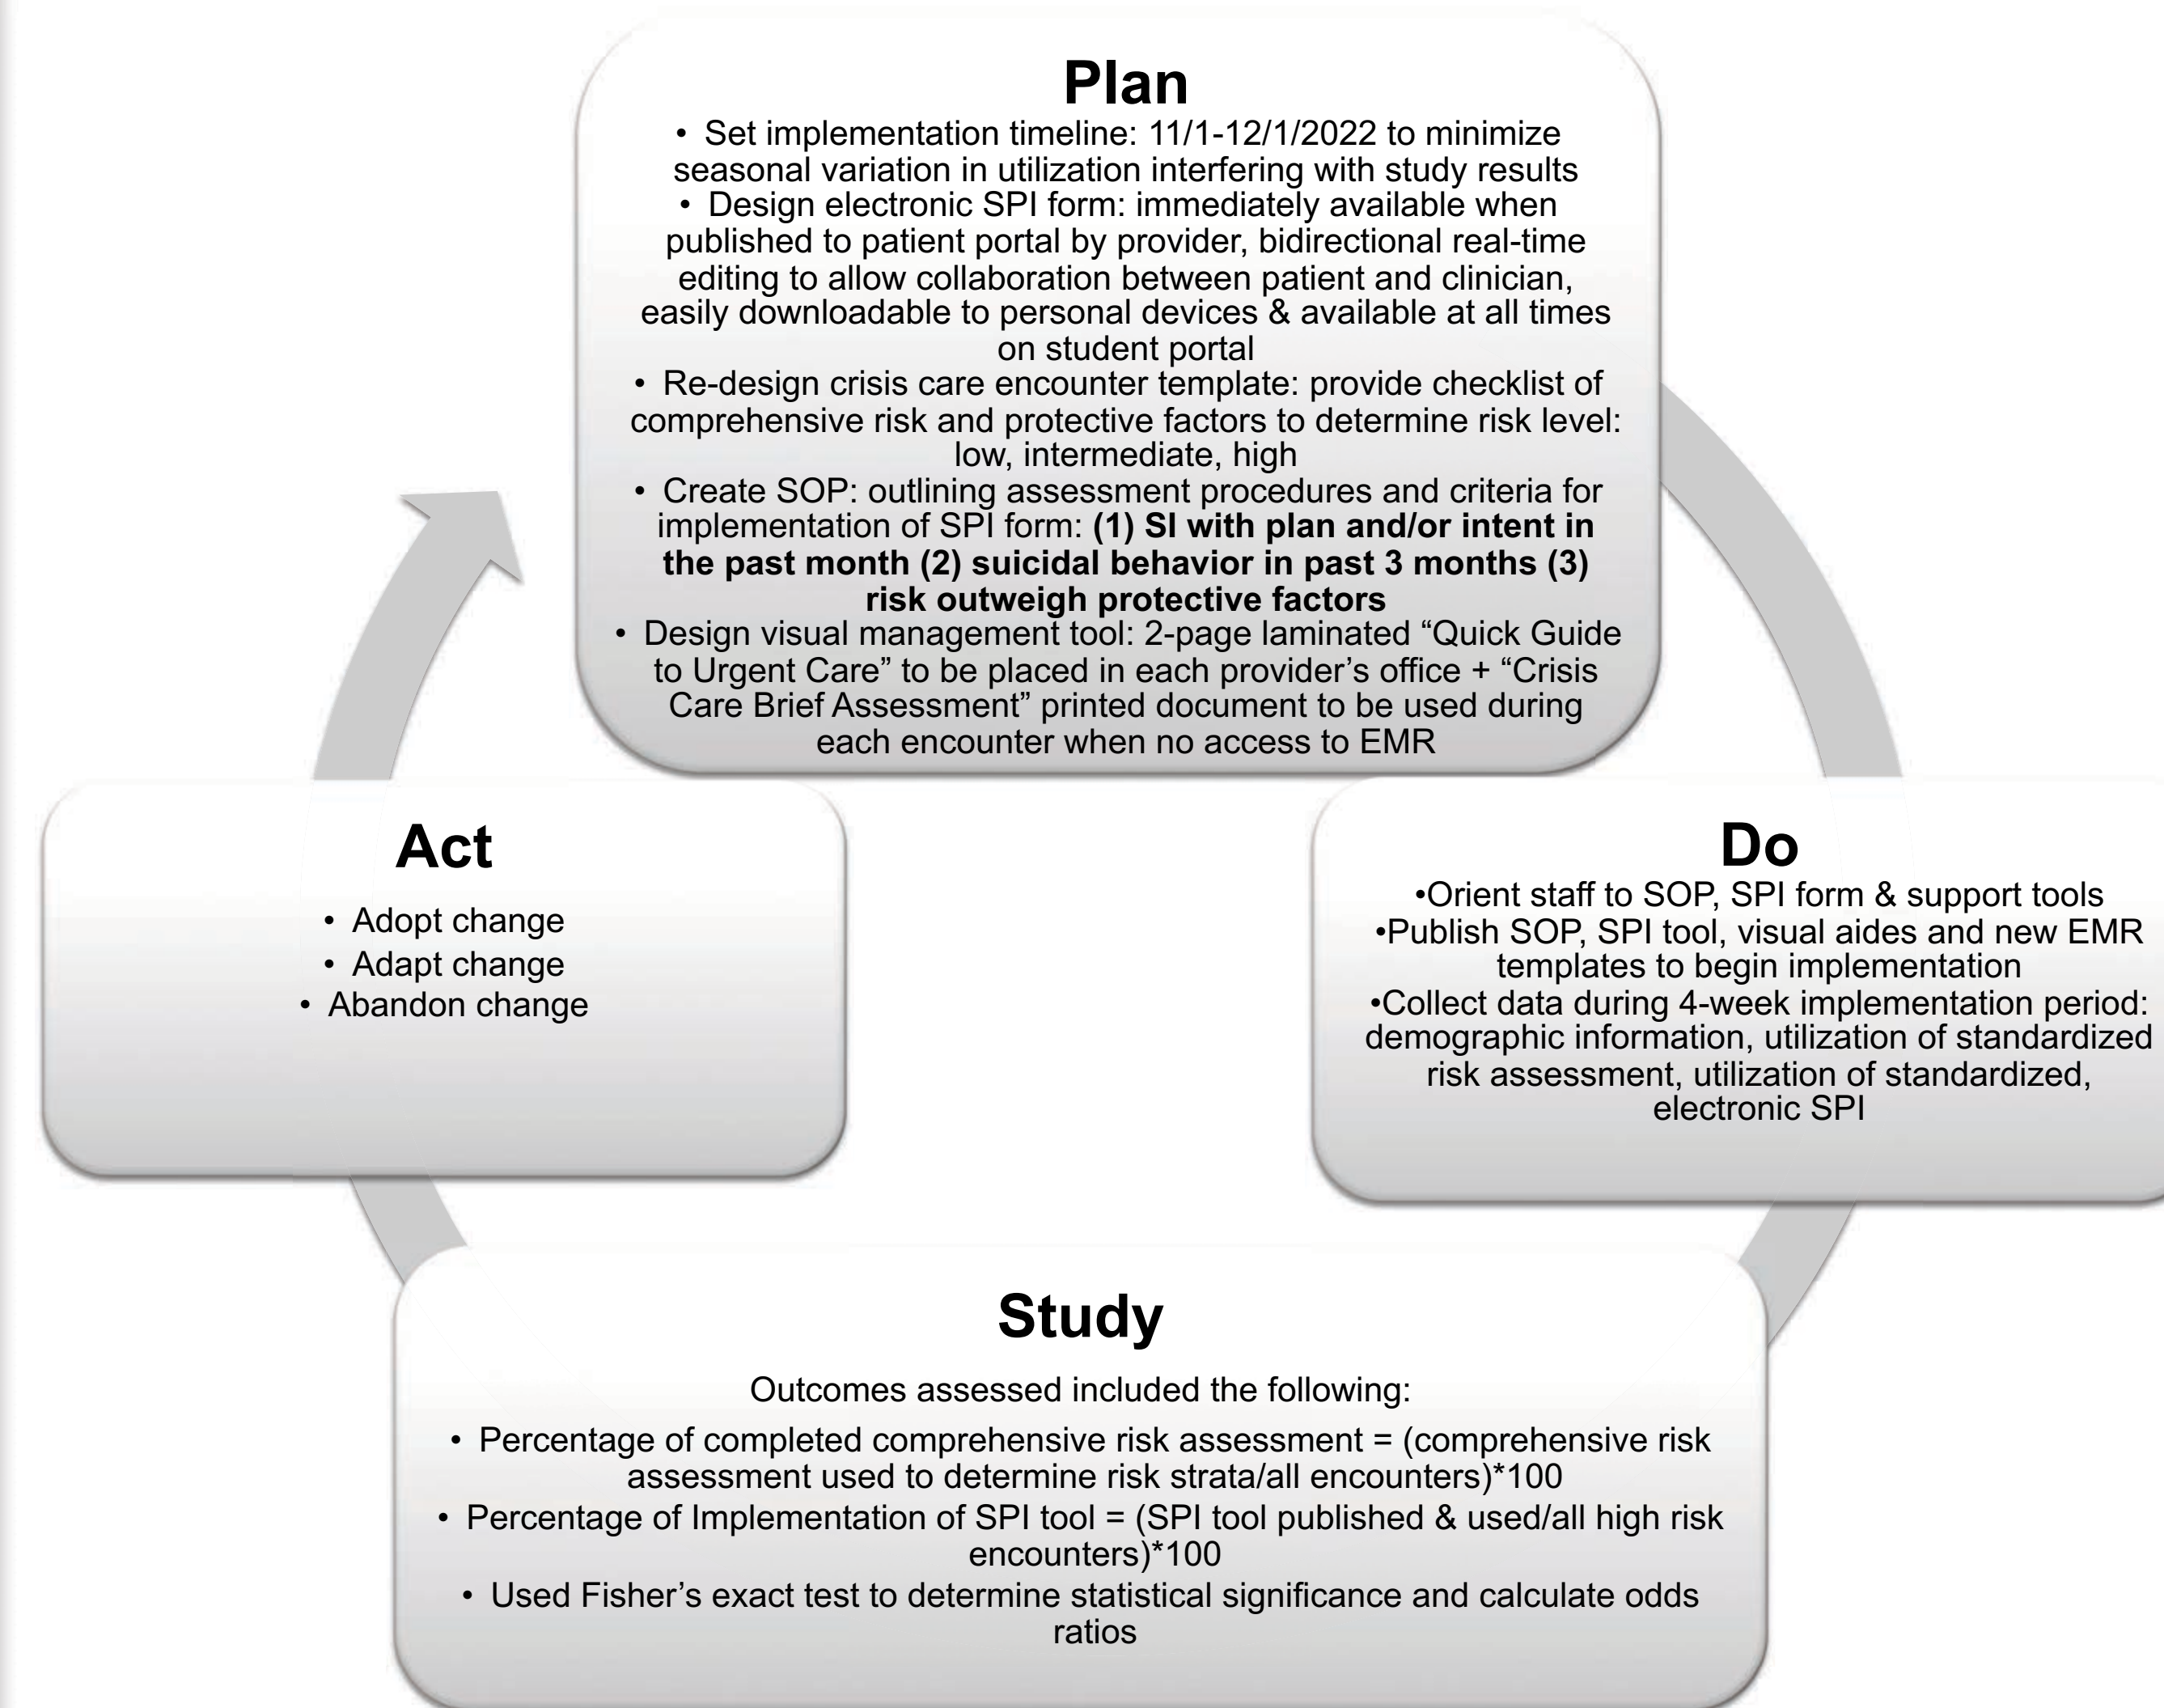 Plan
• Set implementation timeline: 11/1-12/1/2022 to minimize
seasonal variation in utilization interfering with study results
• Design electronic SPI form: immediately available when
published to patient portal by provider, bidirectional real-time
editing to allow collaboration between patient and clinician,
easily downloadable to personal devices & available at all times
on student portal
• Re-design crisis care encounter template: provide checklist of
comprehensive risk and protective factors to determine risk level:
low, intermediate, high
• Create SOP: outlining assessment procedures and criteria for
implementation of SPI form: (1) SI with plan and/or intent in
the past month (2) suicidal behavior in past 3 months (3)
risk outweigh protective factors
• Design visual management tool: 2-page laminated “Quick Guide
to Urgent Care” to be placed in each provider’s office + “Crisis
Care Brief Assessment” printed document to be used during
each encounter when no access to EMR
Do
•Orient staff to SOP, SPI form & support tools
•Publish SOP, SPI tool, visual aides and new EMR
templates to begin implementation
•Collect data during 4-week implementation period:
demographic information, utilization of standardized
risk assessment, utilization of standardized,
electronic SPI
Study
Outcomes assessed included the following:
• Percentage of completed comprehensive risk assessment = (comprehensive risk
assessment used to determine risk strata/all encounters)*100
• Percentage of Implementation of SPI tool = (SPI tool published & used/all high risk
encounters)*100
• Used Fisher’s exact test to determine statistical significance and calculate odds
ratios
Act
• Adopt change
• Adapt change
• Abandon change